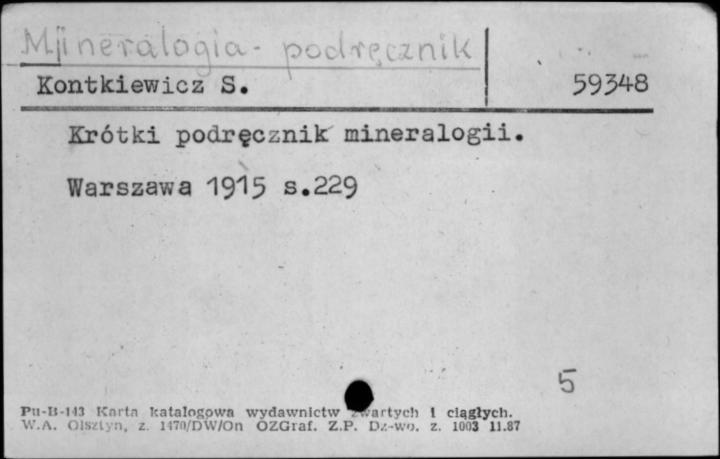 Mineralogia - podręcznik
Kontkiewicz S.
59348
Krótki podręcznik mineralogii.
Warszawa 1915 s.229
5
Pu-B-143 Karta katalogowa wydawnictw zwartych i ciągłych.
W.A. Olsztyn, z. 1470/DW/On OZGraf. Z.P. Dz-wo. z. 1003 11.87